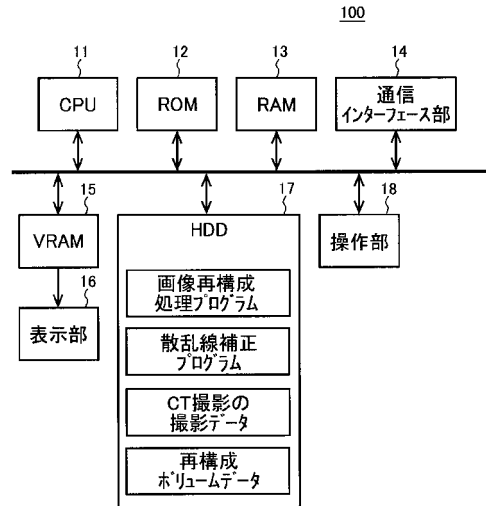 100
11
12
13
14
CPU
ROM
RAM
通信
インターフェース部
15
17
18
VRAM
HDD
操作部
16
表示部
画像再構成
処理プログラム
散乱線補正
プログラム
CT撮影の
撮影データ
再構成
ボリュームデータ